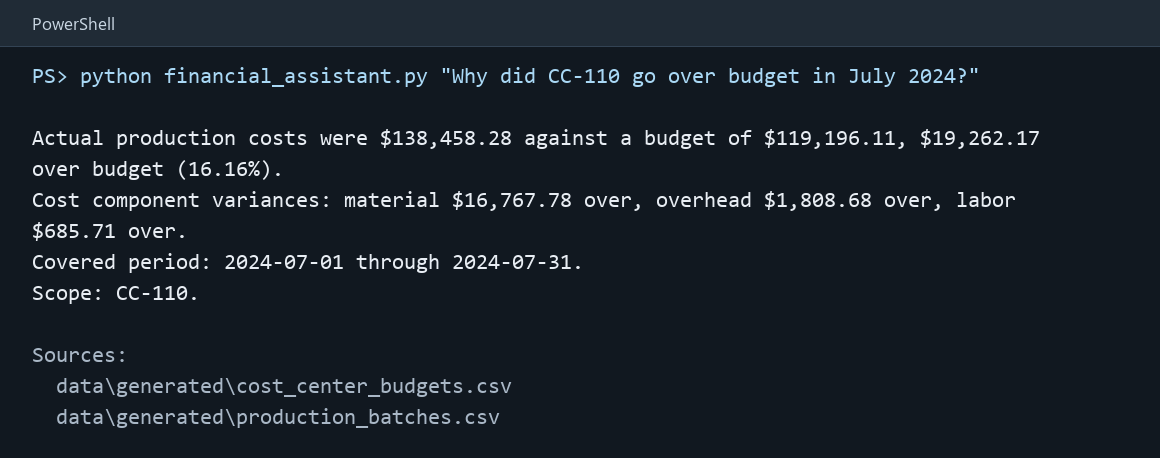 PowerShell
PS> python financial_assistant.py "Why did CC-110 go over budget in July 2024?"
Actual production costs were $138,458.28 against a budget of $119,196.11, $19,262.17
over budget (16.16%).
Cost component variances: material $16,767.78 over, overhead $1,808.68 over, labor
$685.71 over.
Covered period: 2024-07-01 through 2024-07-31.
Scope: CC-110.
Sources:
data\generated\cost_center_budgets.csv
data\generated\production_batches.csv